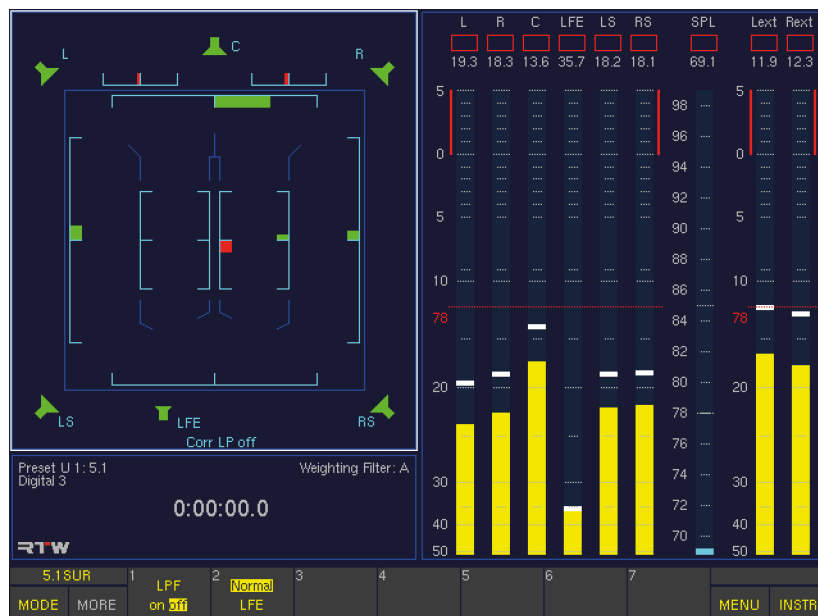 L R C LFE LS RS SPL Lext Rext
19.3 18.3 13.6 35.7 18.2 18.1 69.1 11.9 12.3
L C R
LS LFE RS
Corr LP off
5 0 5 10 78 20 30 40 50
98 96 94 92 90 88 86 84 82 80 78 76 74 72 70
5 0 5 10 78 20 30 40 50
Preset U 1: 5.1 Weighting Filter: A
Digital 3
0:00:00.0
RTW
5.1SUR 1 2 3 4 5 6 7
LPF Normal
MODE MORE on off LFE MENU INSTR